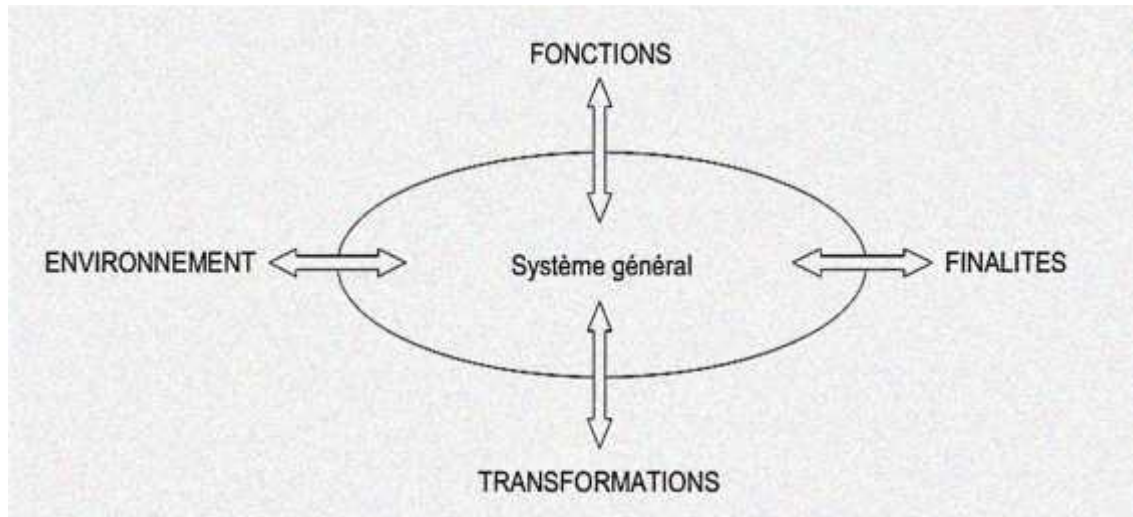 FONCTIONS
ENVIRONNEMENT
Système général
FINALITES
TRANSFORMATIONS